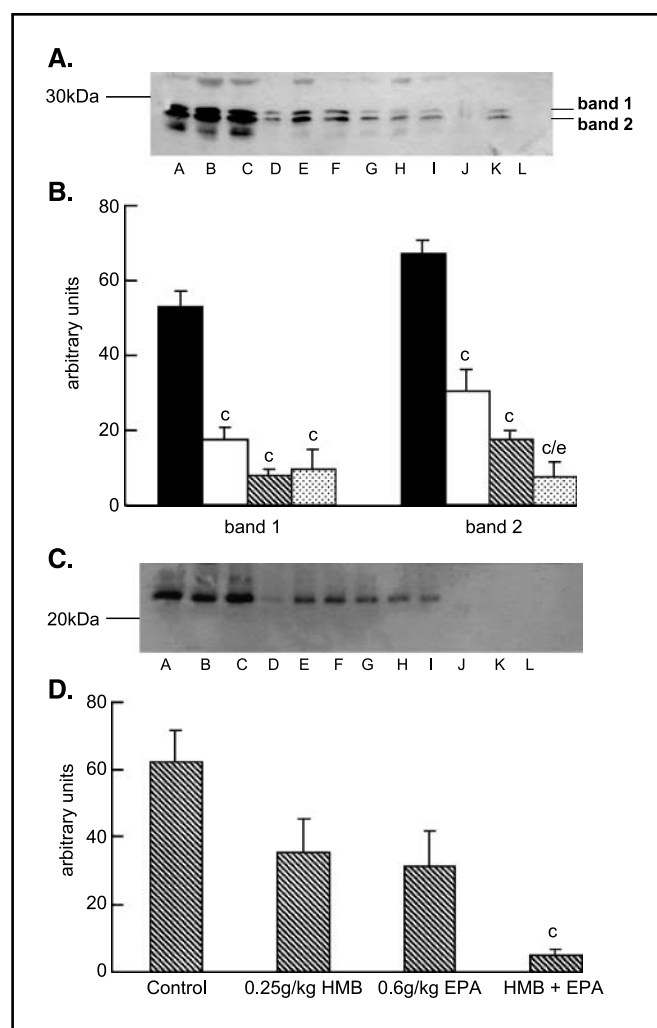 A.
30kDa
band 1
band 2
A B C D E F G H I J K L
B.
80
60
40
20
0
arbitrary units
c
c
c
c
c
c/e
band 1 band 2
C.
20kDa
A B C D E F G H I J K L
D.
80
60
40
20
0
arbitrary units
c
Control 0.25g/kg HMB 0.6g/kg EPA HMB + EPA